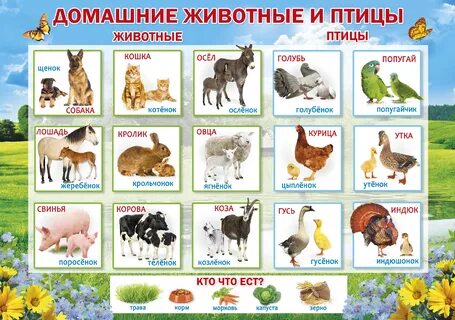 ДОМАШНИЕ ЖИВОТНЫЕ И ПТИЦЫ
ЖИВОТНЫЕ
ПТИЦЫ
щенок
СОБАКА
КОШКА
котёнок
ОСЁЛ
ослёнок
ГОЛУБЬ
голубёнок
ПОПУГАЙ
попугайчик
ЛОШАДЬ
жеребёнок
КРОЛИК
крольчонок
ОВЦА
ягнёнок
КУРИЦА
цыплёнок
УТКА
утёнок
СВИНЬЯ
поросёнок
КОРОВА
телёнок
КОЗА
козлёнок
ГУСЬ
гусёнок
ИНДЮК
индюшонок
КТО ЧТО ЕСТ?
трава
корм
морковь
капуста
зерно